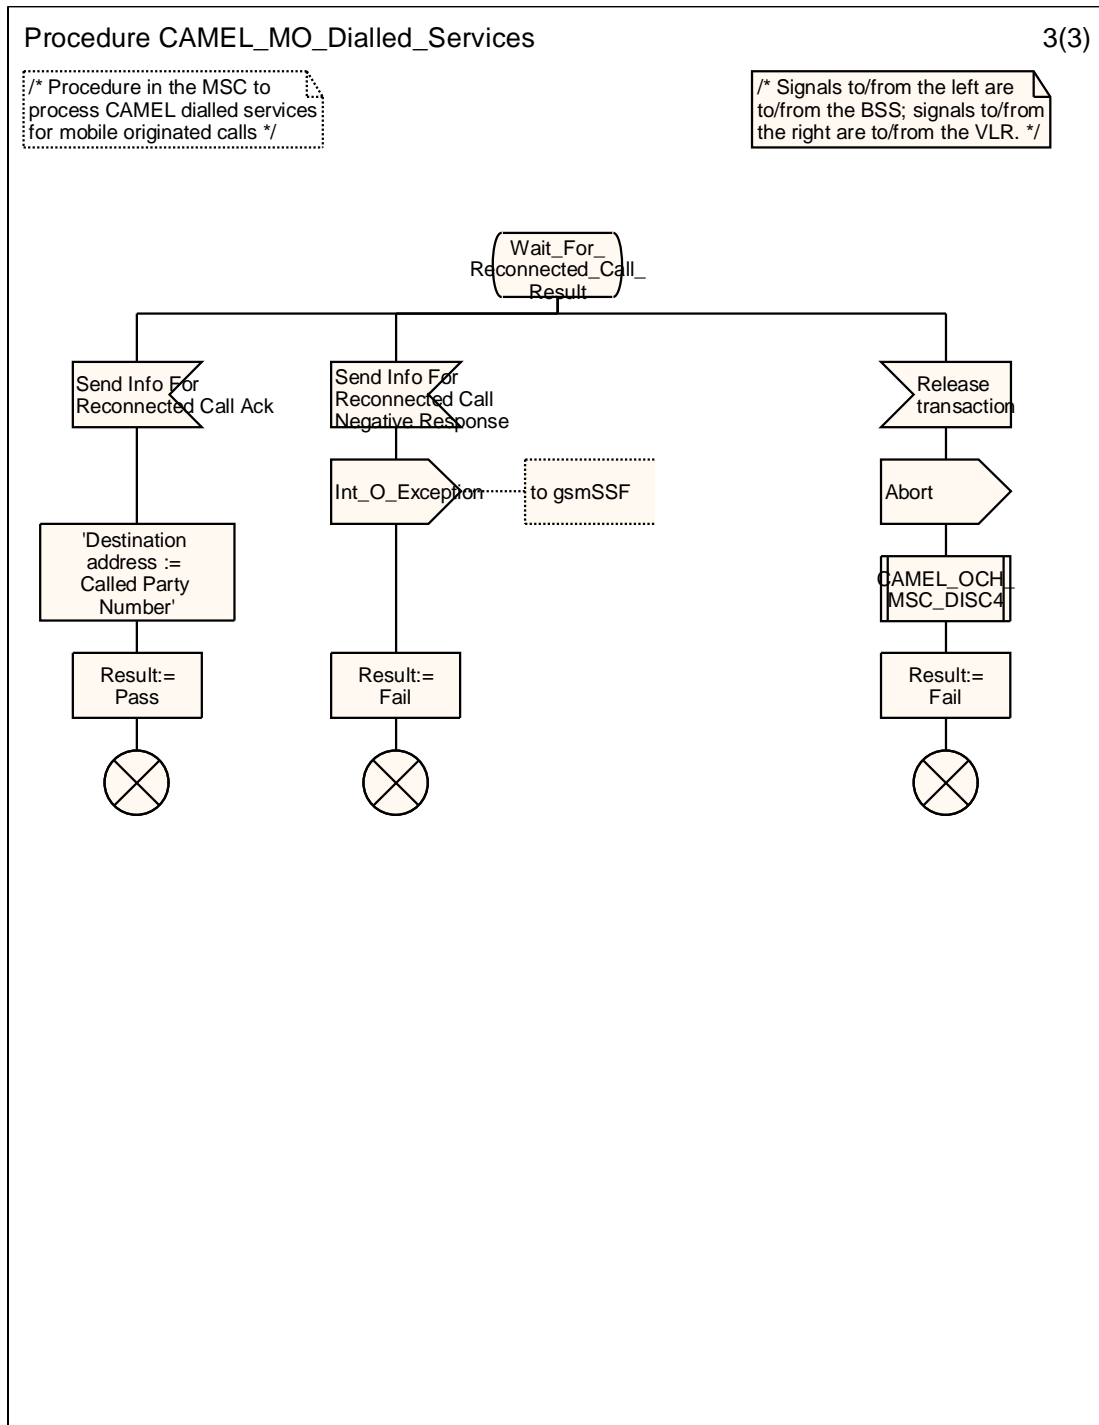 Procedure CAMEL_MO_Dialled_Services
3(3)
/* Procedure in the MSC to
process CAMEL dialled services
for mobile originated calls */
/* Signals to/from the left are
to/from the BSS; signals to/from
the right are to/from the VLR. */
Wait_For_
Reconnected_Call_
Result
Send Info For
Reconnected Call Ack
Send Info For
Reconnected Call
Negative Response
Release
transaction
Int_O_Exception
to gsmSSF
Abort
'Destination
address :=
Called Party
Number'
CAMEL_OCH_
MSC_DISC4
Result:=
Pass
Result:=
Fail
Result:=
Fail